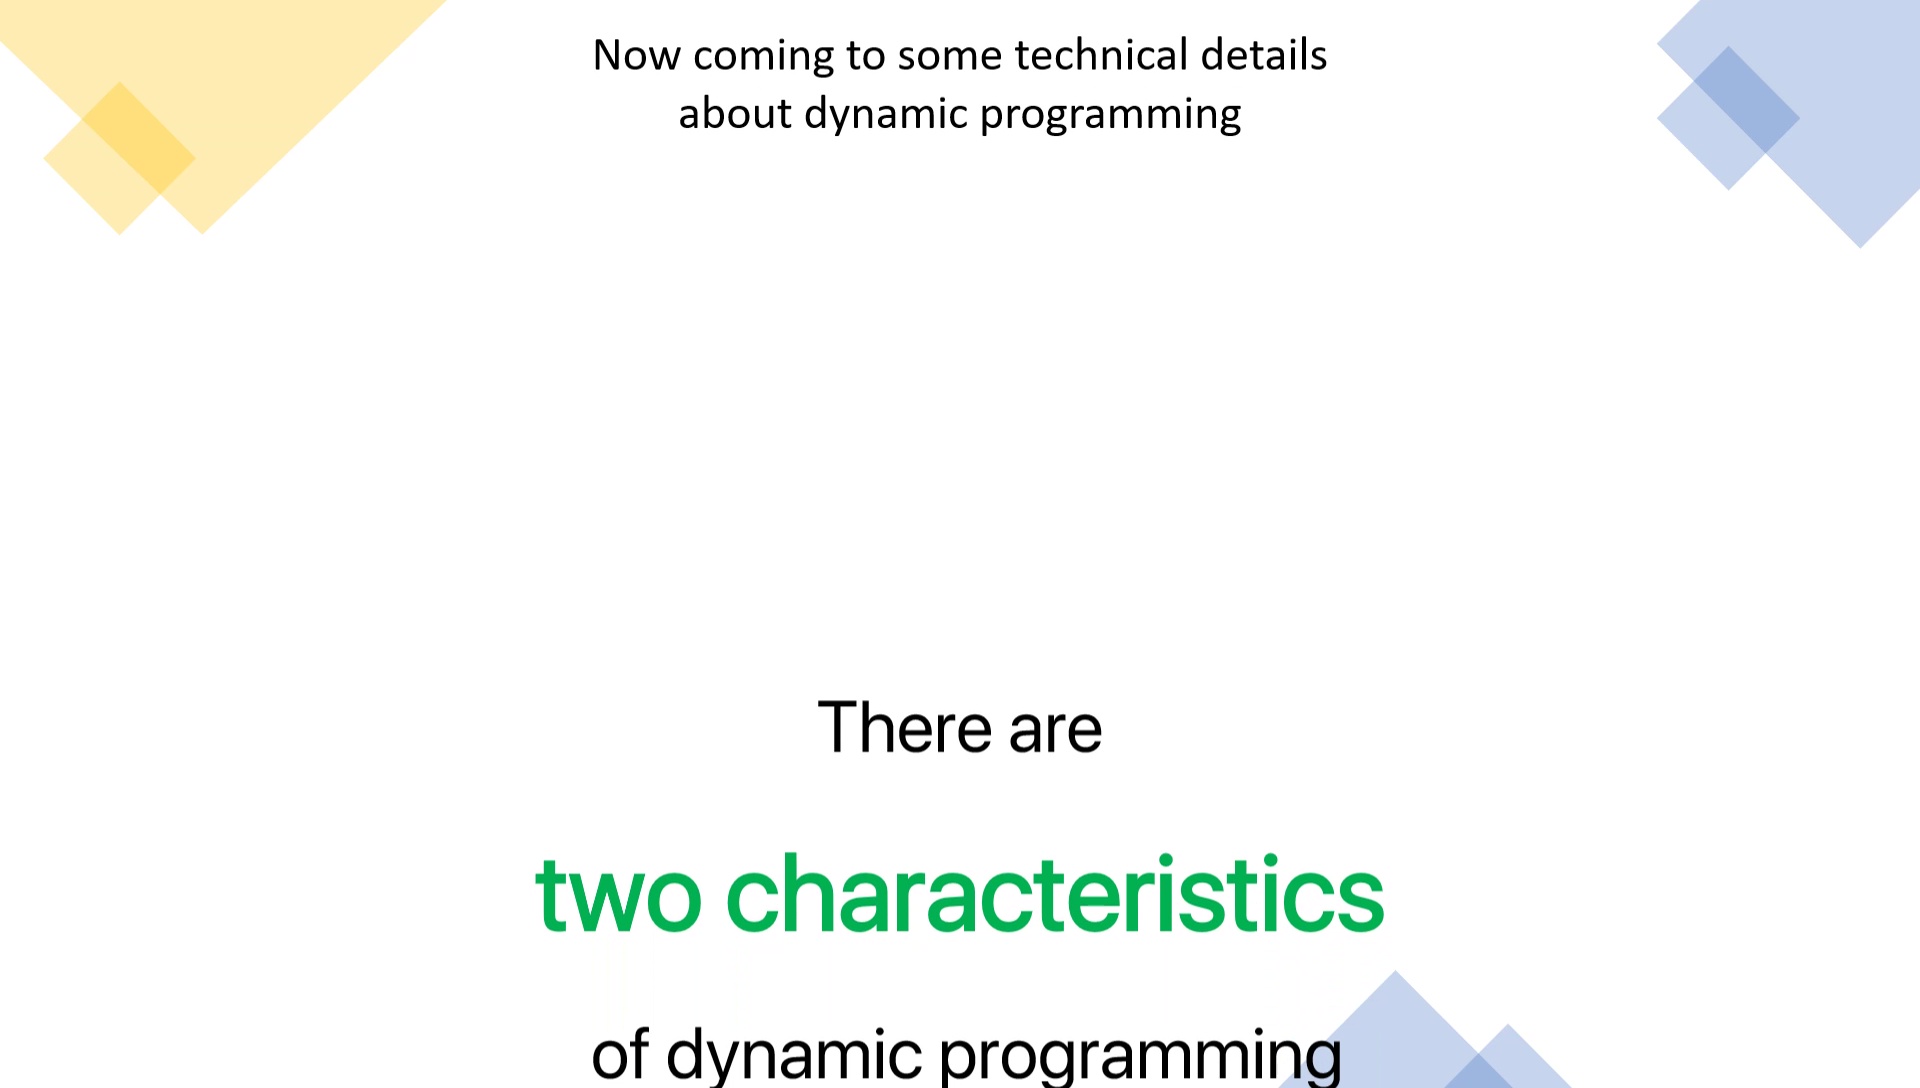 Now coming to some technical details
about dynamic programming
There are
two characteristics
of dynamic programming